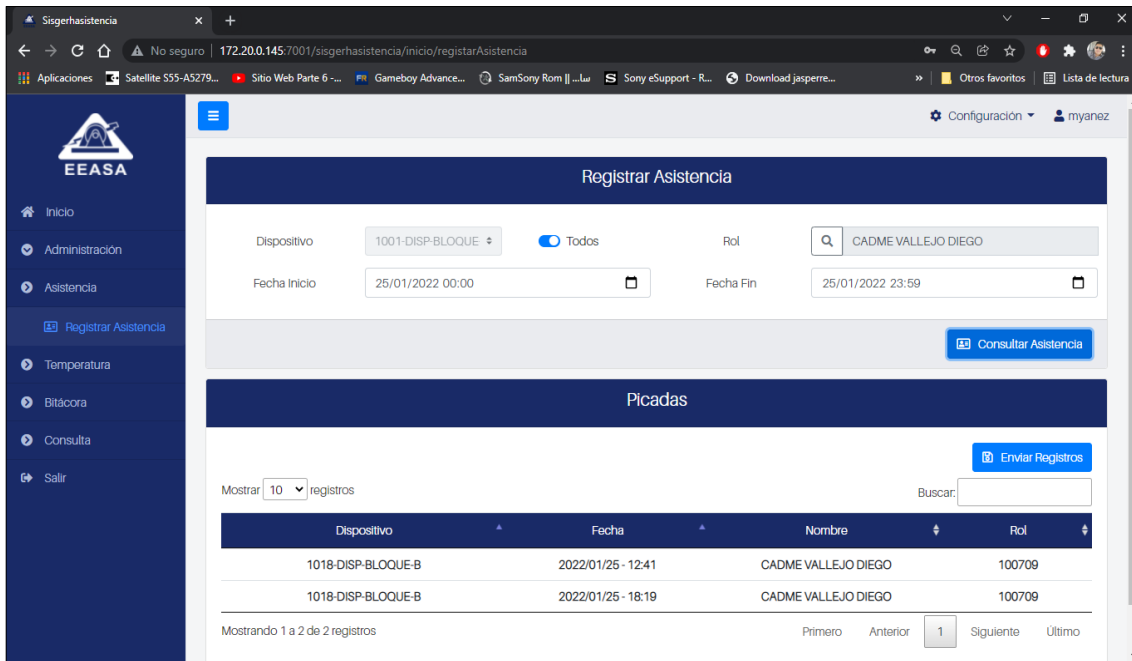 Sisgerhasistencia
No seguro | 172.20.0.145:7001/sisgerhasistencia/inicio/registarAsistencia
Aplicaciones Satellite S55-A5279... Sitio Web Parte 6 -... Gameboy Advance... SamSony Rom || ...Lω Sony eSupport - R... Download jasperre... » Otros favoritos Lista de lectura
EEASA
Configuración myanez
Inicio
Administración
Asistencia
Registrar Asistencia
Temperatura
Bitácora
Consulta
Salir
Registrar Asistencia
Dispositivo 1001-DISP-BLOQUE Todos Rol CADME VALLEJO DIEGO
Fecha Inicio 25/01/2022 00:00 Fecha Fin 25/01/2022 23:59
Consultar Asistencia
Picadas
Enviar Registros
Mostrar 10 registros Buscar:
Dispositivo Fecha Nombre Rol
1018-DISP-BLOQUE-B 2022/01/25 - 12:41 CADME VALLEJO DIEGO 100709
1018-DISP-BLOQUE-B 2022/01/25 - 18:19 CADME VALLEJO DIEGO 100709
Mostrando 1 a 2 de 2 registros Primero Anterior 1 Siguiente Último